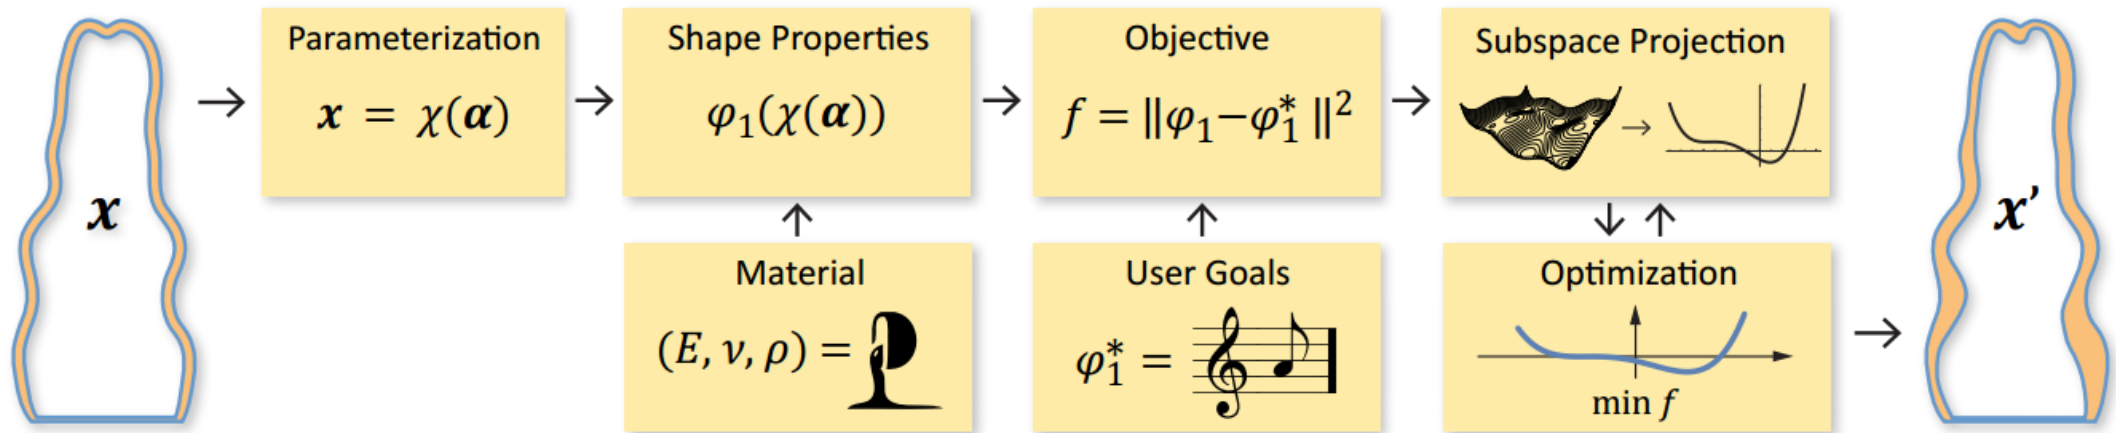 x
Parameterization
x = χ(α)
Shape Properties
φ₁(χ(α))
Material
(E, ν, ρ) =
Objective
f = ‖φ₁−φ₁*‖²
User Goals
φ₁* =
Subspace Projection
Optimization
min f
x’